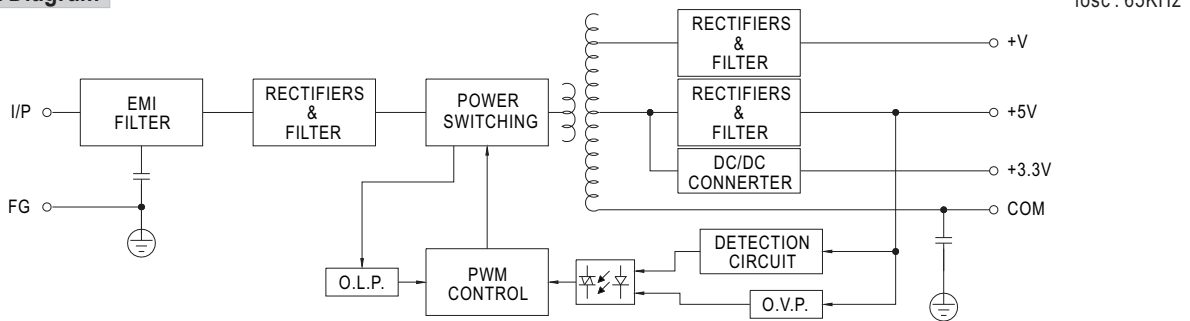 Diagram
fosc : 65KHz
RECTIFIERS
&
FILTER
+V
I/P
EMI
FILTER
RECTIFIERS
&
FILTER
POWER
SWITCHING
RECTIFIERS
&
FILTER
+5V
DC/DC
CONNERTER
+3.3V
FG
COM
DETECTION
CIRCUIT
O.L.P.
PWM
CONTROL
O.V.P.